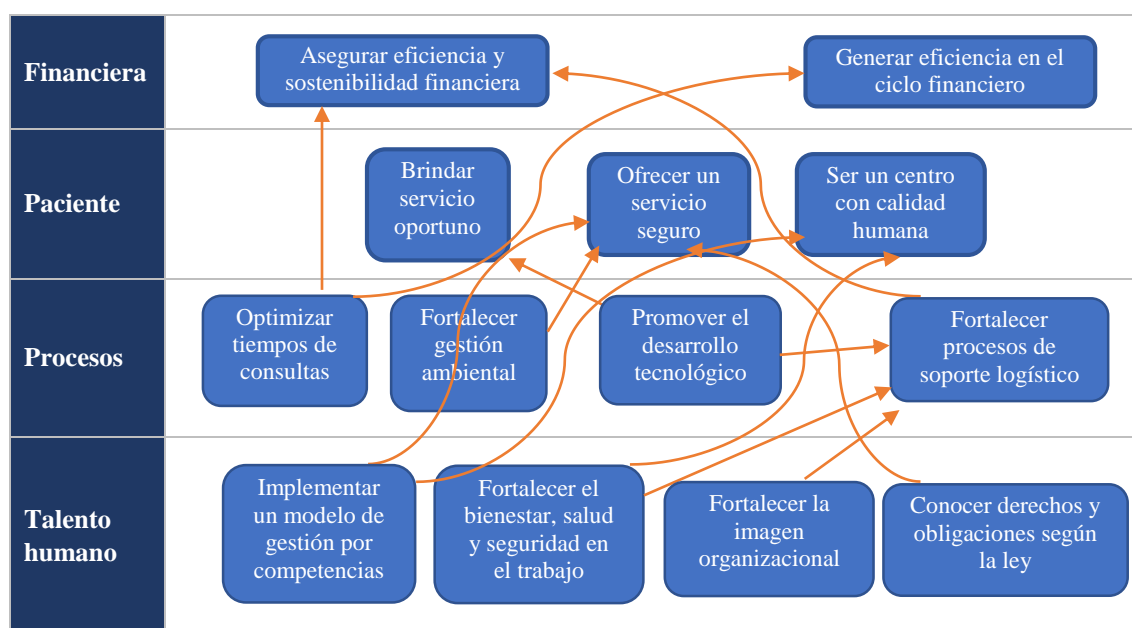 Financiera
Asegurar eficiencia y
sostenibilidad financiera
Generar eficiencia en el
ciclo financiero
Paciente
Brindar
servicio
oportuno
Ofrecer un
servicio
seguro
Ser un centro
con calidad
humana
Procesos
Optimizar
tiempos de
consultas
Fortalecer
gestión
ambiental
Promover el
desarrollo
tecnológico
Fortalecer
procesos de
soporte logístico
Talento
humano
Implementar
un modelo de
gestión por
competencias
Fortalecer el
bienestar, salud
y seguridad en
el trabajo
Fortalecer la
imagen
organizacional
Conocer derechos y
obligaciones según
la ley